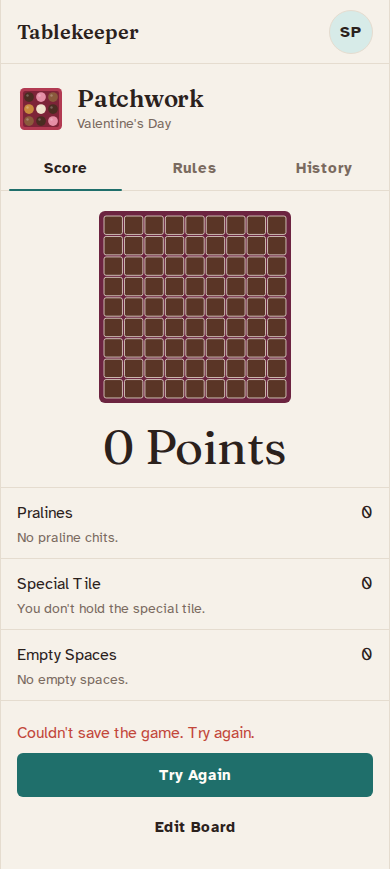 Tablekeeper
SP
Patchwork
Valentine's Day
Score
Rules
History
0 Points
Pralines
0
No praline chits.
Special Tile
0
You don't hold the special tile.
Empty Spaces
0
No empty spaces.
Couldn't save the game. Try again.
Try Again
Edit Board